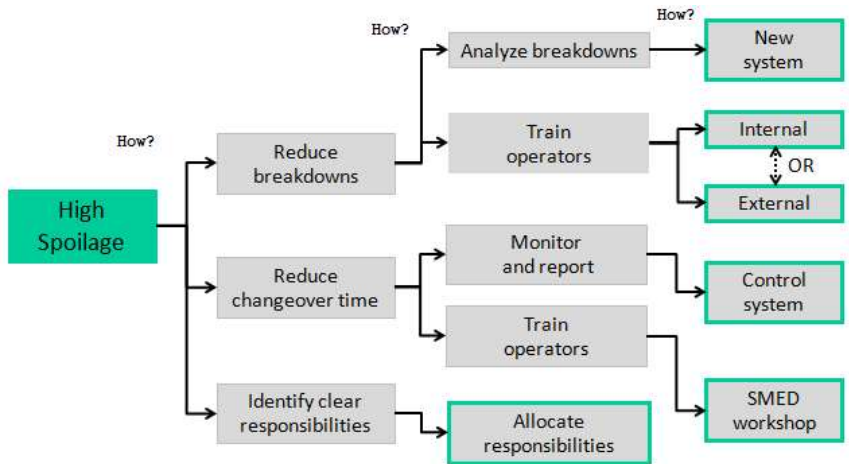 How?
How?
How?
Analyze breakdowns
New
system
Reduce
breakdowns
Train
operators
Internal
OR
External
High
Spoilage
Reduce
changeover time
Monitor
and report
Control
system
Train
operators
Identify clear
responsibilities
Allocate
responsibilities
SMED
workshop